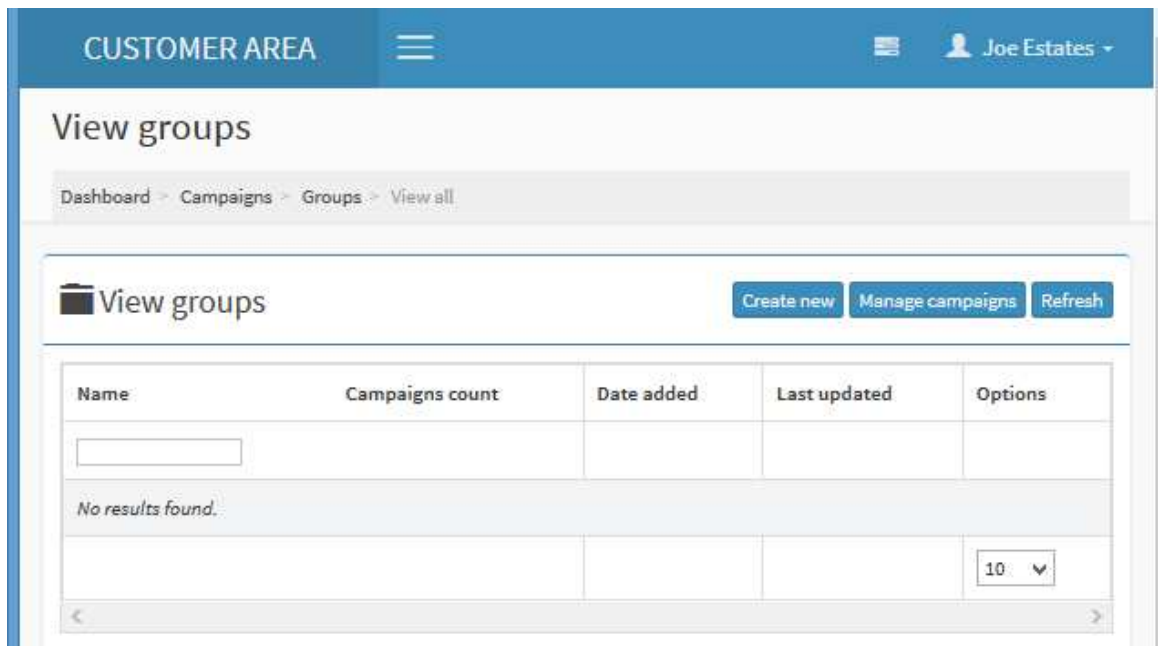 CUSTOMER AREA Joe Estates
View groups
Dashboard > Campaigns > Groups > View all
View groups Create new Manage campaigns Refresh
Name Campaigns count Date added Last updated Options
No results found.
10